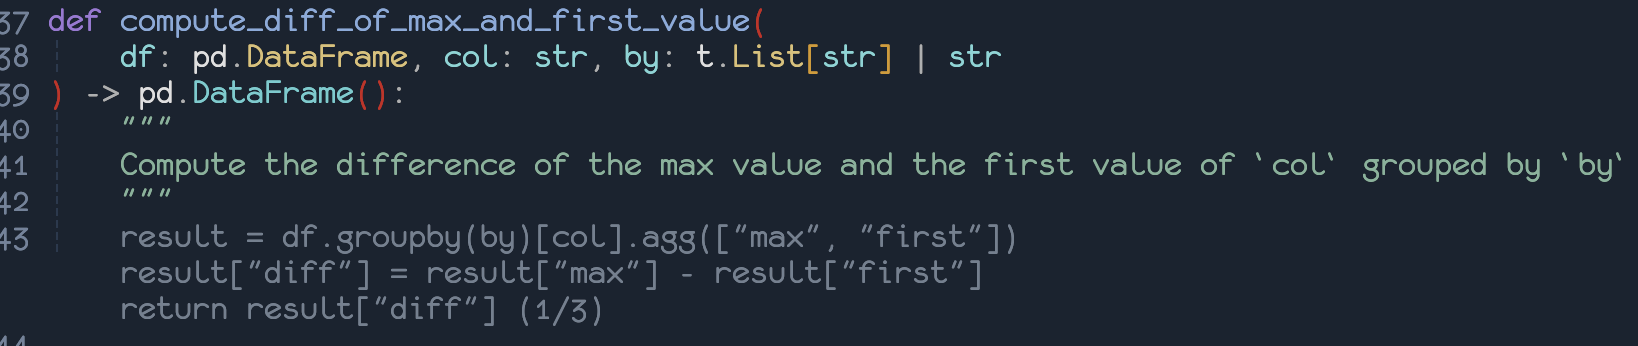 37 def compute_diff_of_max_and_first_value(
38     df: pd.DataFrame, col: str, by: t.List[str] | str
39 ) -> pd.DataFrame():
40     """
41     Compute the difference of the max value and the first value of `col` grouped by `by`
42     """
43     result = df.groupby(by)[col].agg(["max", "first"])
    result["diff"] = result["max"] - result["first"]
    return result["diff"] (1/3)
44